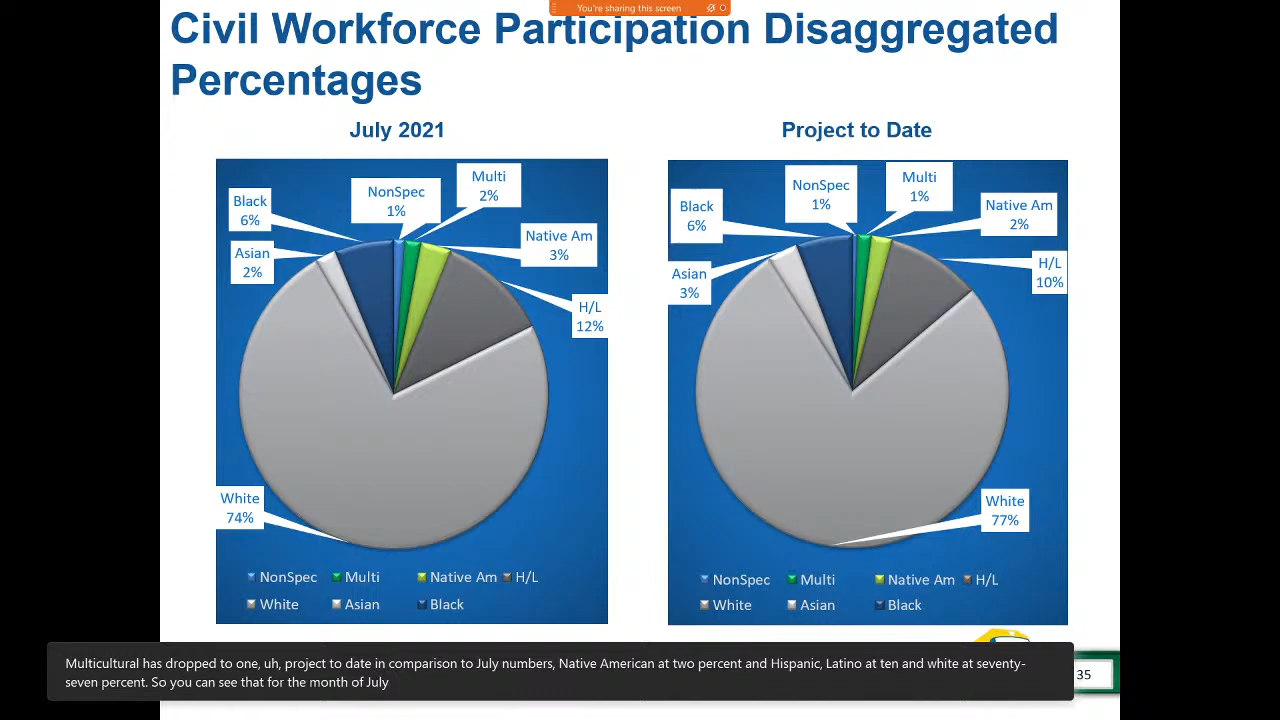 You're sharing this screen
Civil Workforce Participation Disaggregated
Percentages
July 2021
Project to Date
Black
6%
NonSpec
1%
Multi
2%
Native Am
3%
Asian
2%
H/L
12%
White
74%
NonSpec Multi Native Am H/L
White Asian Black
Black
6%
NonSpec
1%
Multi
1%
Native Am
2%
Asian
3%
H/L
10%
White
77%
NonSpec Multi Native Am H/L
White Asian Black
Multicultural has dropped to one, uh, project to date in comparison to July numbers, Native American at two percent and Hispanic, Latino at ten and white at seventy-
seven percent. So you can see that for the month of July
35